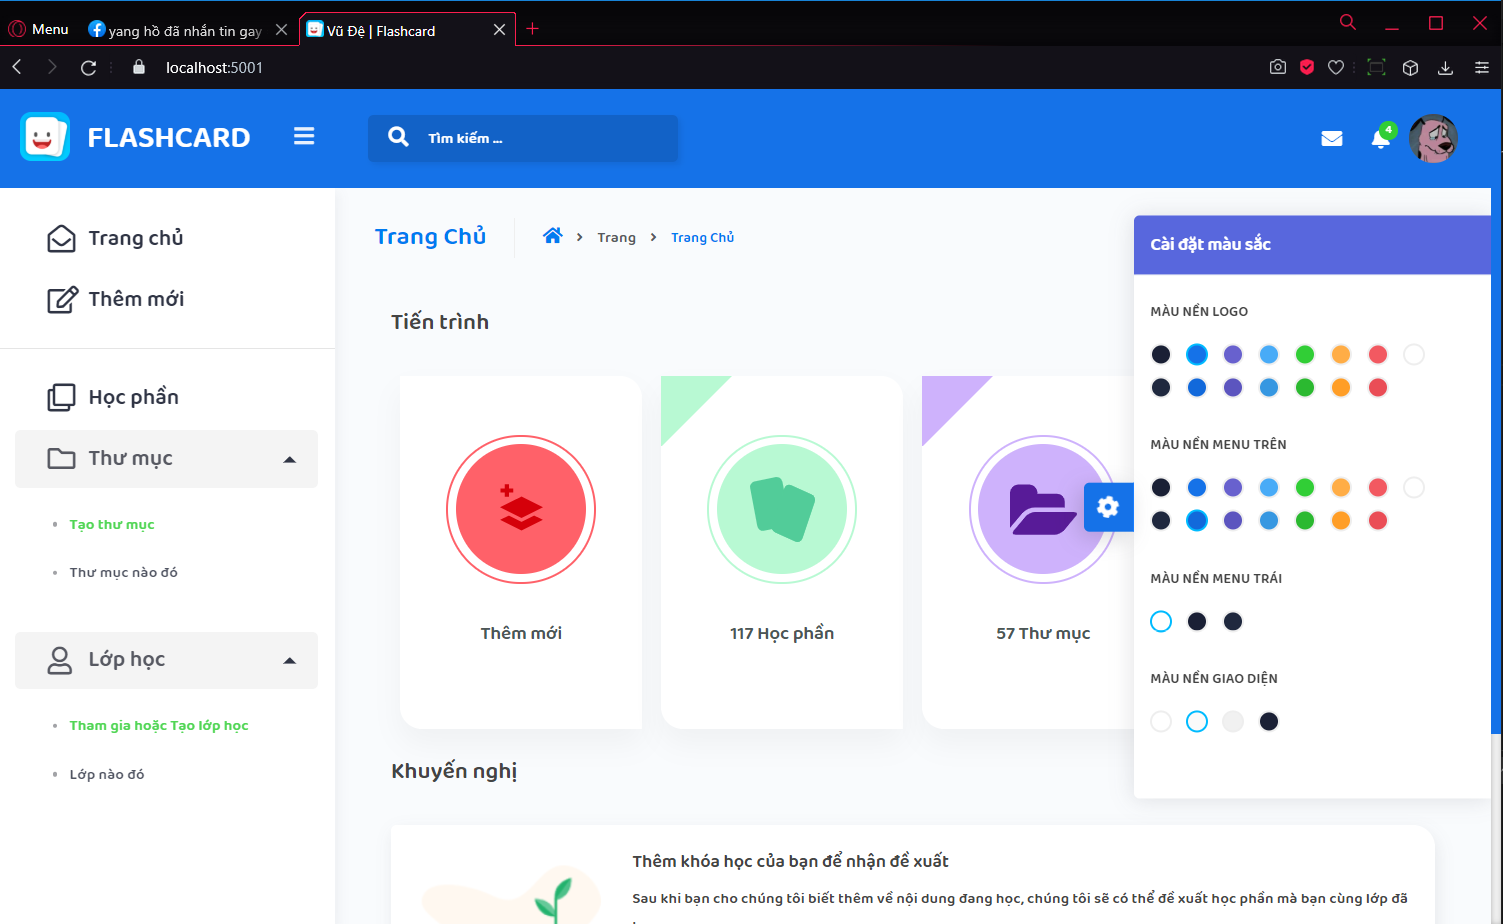 Menu
yang hồ đã nhắn tin gay
Vũ Đệ | Flashcard
localhost:5001
FLASHCARD
Tìm kiếm ...
4
Trang chủ
Thêm mới
Học phần
Thư mục
Tạo thư mục
Thư mục nào đó
Lớp học
Tham gia hoặc Tạo lớp học
Lớp nào đó
Trang Chủ
Trang
Trang Chủ
Tiến trình
Thêm mới
117 Học phần
57 Thư mục
Cài đặt màu sắc
MÀU NỀN LOGO
MÀU NỀN MENU TRÊN
MÀU NỀN MENU TRÁI
MÀU NỀN GIAO DIỆN
Khuyến nghị
Thêm khóa học của bạn để nhận đề xuất
Sau khi bạn cho chúng tôi biết thêm về nội dung đang học, chúng tôi sẽ có thể đề xuất học phần mà bạn cùng lớp đã